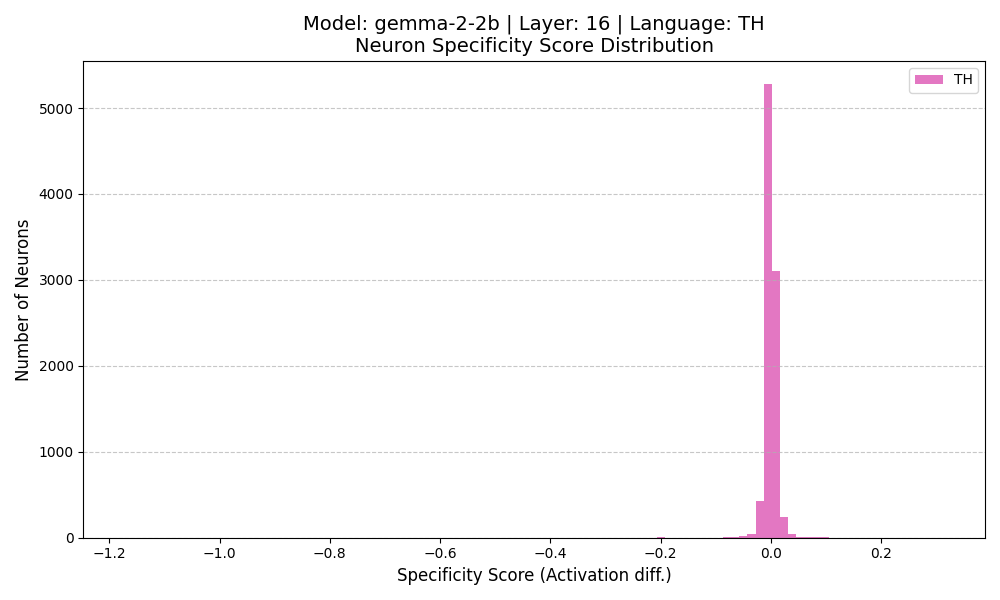 Model: gemma-2-2b | Layer: 16 | Language: TH
Neuron Specificity Score Distribution
TH
5000
4000
3000
2000
1000
0
Number of Neurons
−1.2 −1.0 −0.8 −0.6 −0.4 −0.2 0.0 0.2
Specificity Score (Activation diff.)